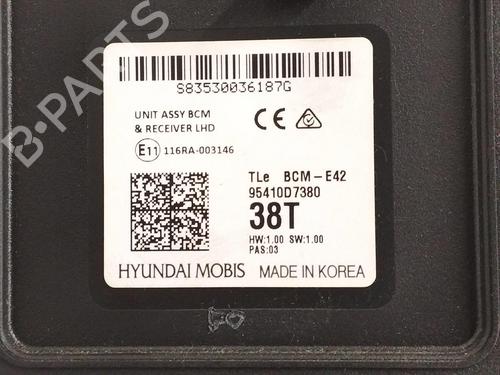 B-PARTS
S83530036187G
UNIT ASSY BCM
& RECEIVER LHD
CE
E11 116RA-003146
TLe BCM-E42
95410D7380
38T
HW:1.00 SW:1.00
PAS:03
HYUNDAI MOBIS MADE IN KOREA